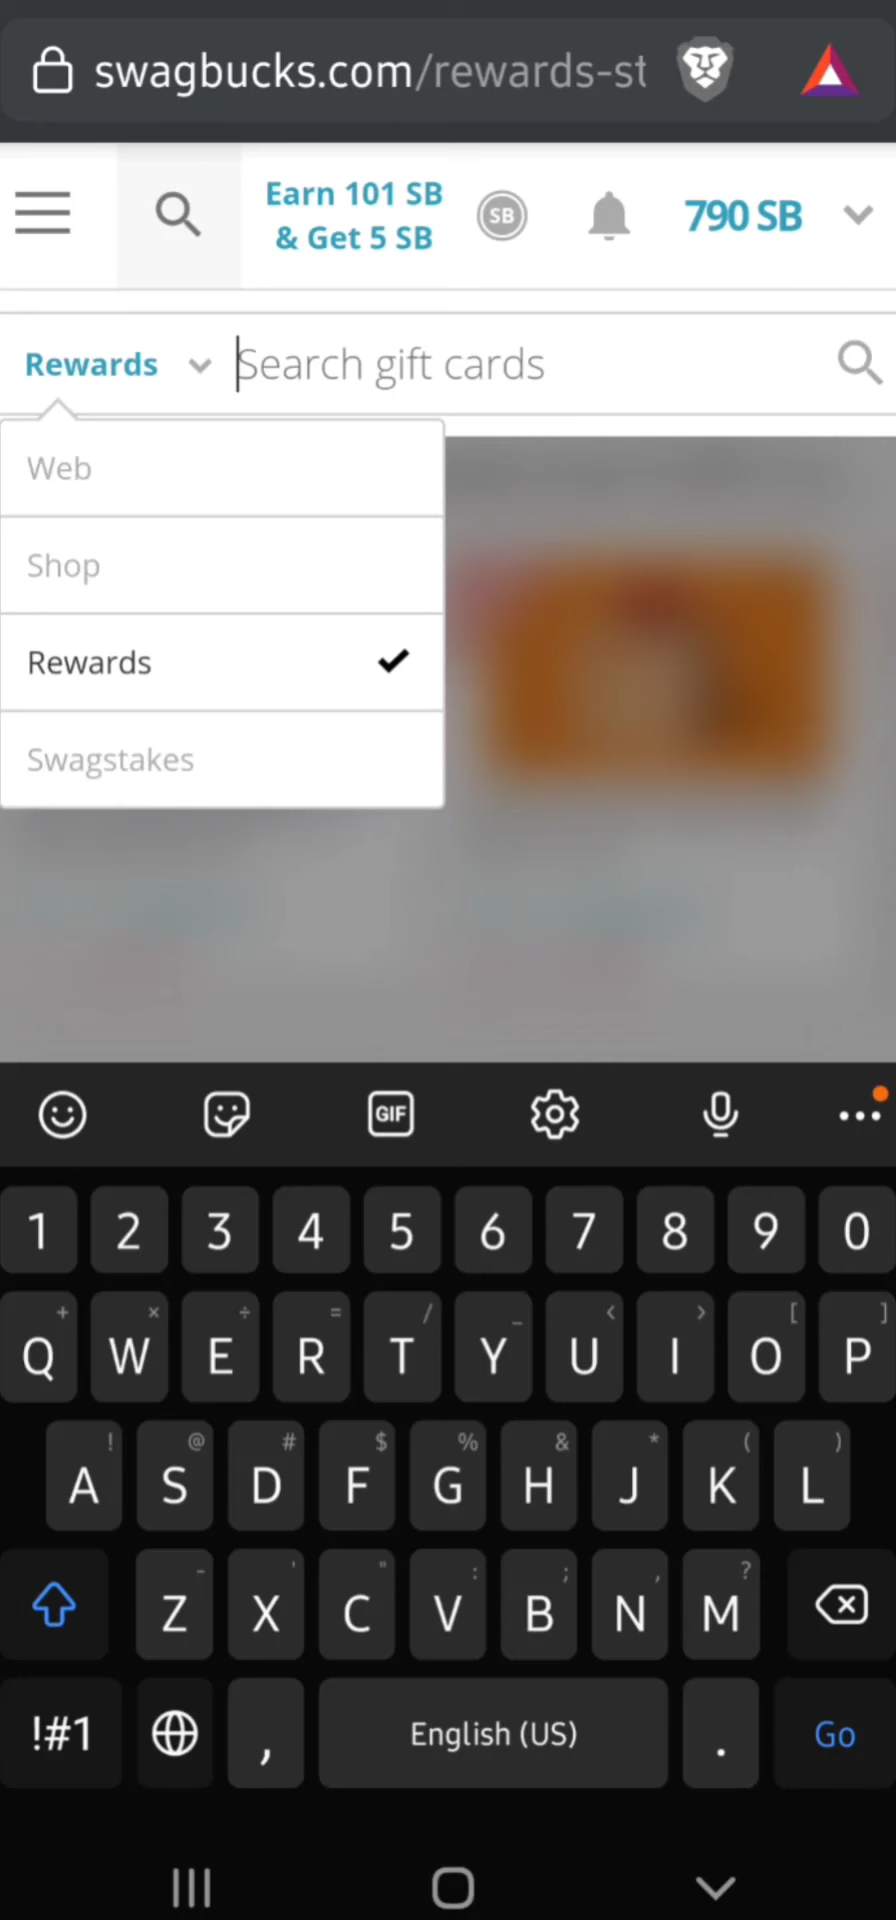 swagbucks.com/rewards-st
Earn 101 SB
& Get 5 SB
SB
790 SB
Rewards
Search gift cards
Web
Shop
Rewards
Swagstakes
GIF
1 2 3 4 5 6 7 8 9 0
+ × ÷ = / _ < > [ ]
Q W E R T Y U I O P
! @ # $ % & * ( )
A S D F G H J K L
- ' " : ; , ?
Z X C V B N M
!#1 , English (US) . Go